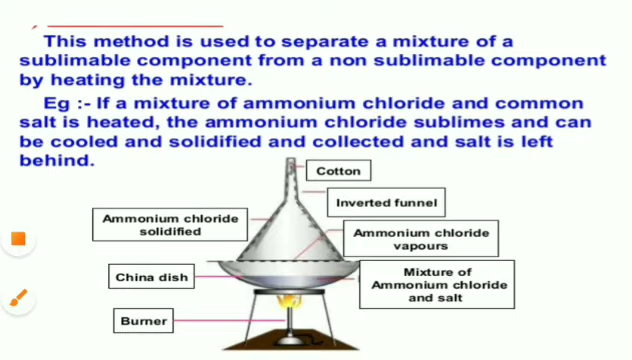 This method is used to separate a mixture of a
sublimable component from a non sublimable component
by heating the mixture.
Eg :- If a mixture of ammonium chloride and common
salt is heated, the ammonium chloride sublimes and can
be cooled and solidified and collected and salt is left
behind.
Cotton
Inverted funnel
Ammonium chloride
solidified
Ammonium chloride
vapours
China dish
Mixture of
Ammonium chloride
and salt
Burner